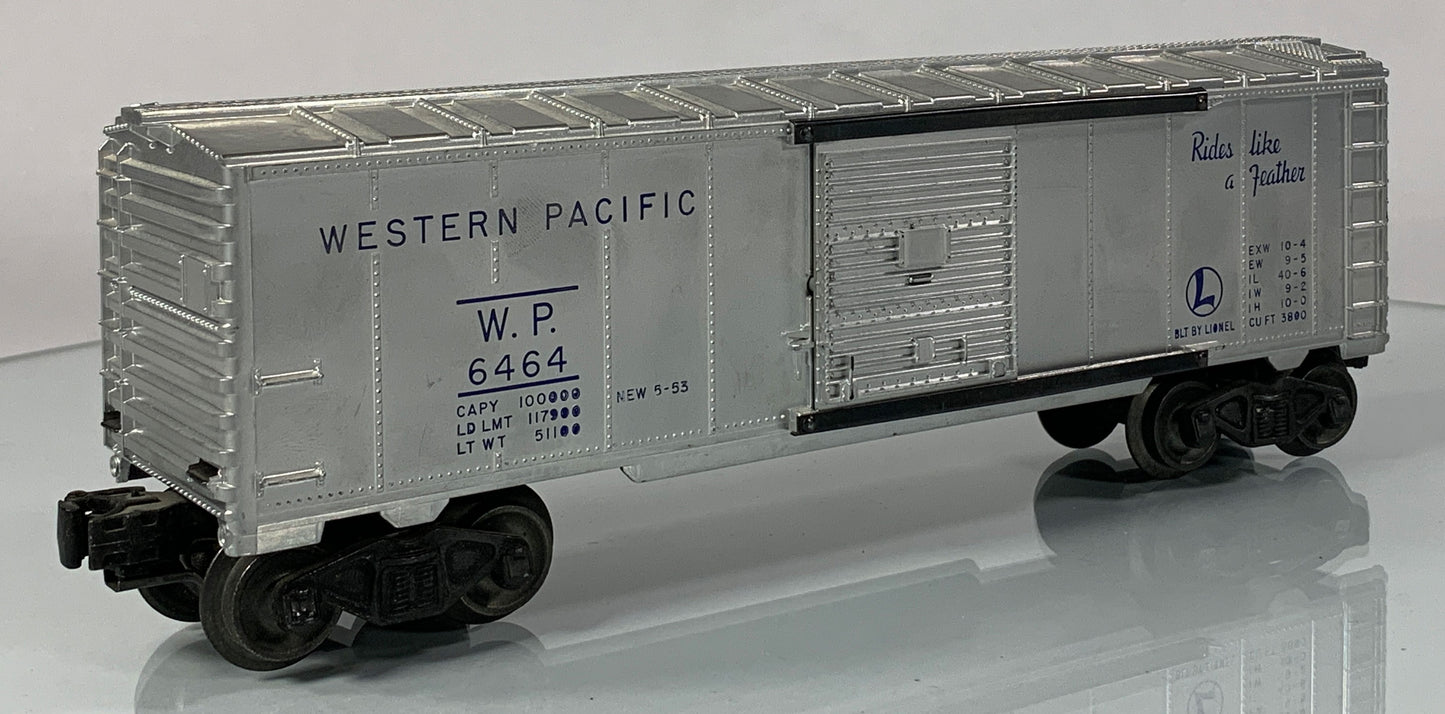 WESTERN PACIFIC
W.P.
6464
CAPY 100000
LD LMT 117900
LT WT 51100
NEW 5-53
Rides like
a Feather
L
BLT BY LIONEL
EXW 10-4
EW 9-5
IL 40-6
IW 9-2
IH 10-0
CU FT 3800